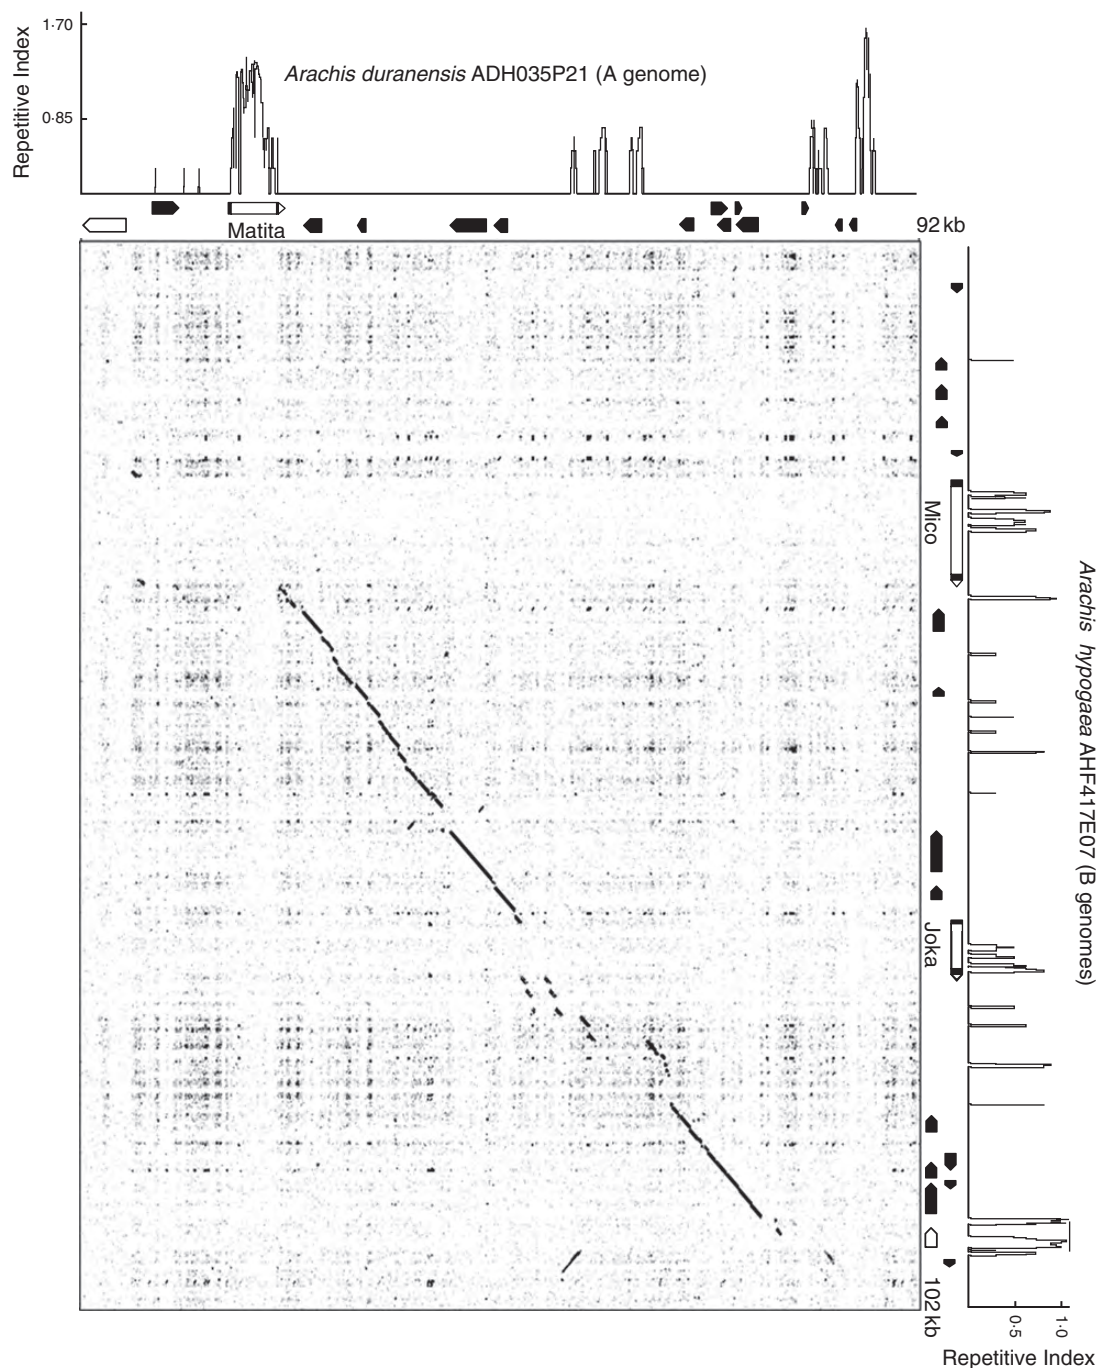 1·70
0·85
Repetitive Index
Arachis duranensis ADH035P21 (A genome)
Matita
92 kb
Mico
Joka
102 kb
Arachis hypogaea AHF417E07 (B genomes)
0·5
1·0
Repetitive Index